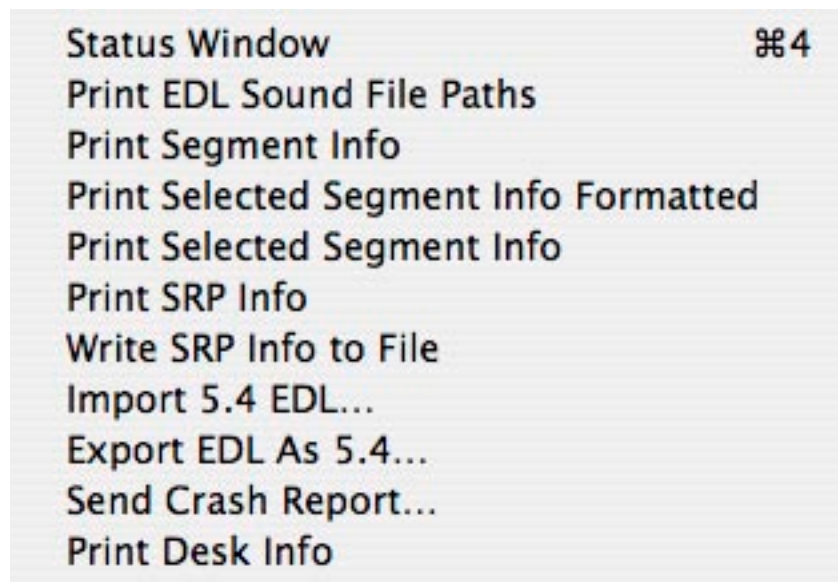 Status Window ⌘4
Print EDL Sound File Paths
Print Segment Info
Print Selected Segment Info Formatted
Print Selected Segment Info
Print SRP Info
Write SRP Info to File
Import 5.4 EDL...
Export EDL As 5.4...
Send Crash Report...
Print Desk Info